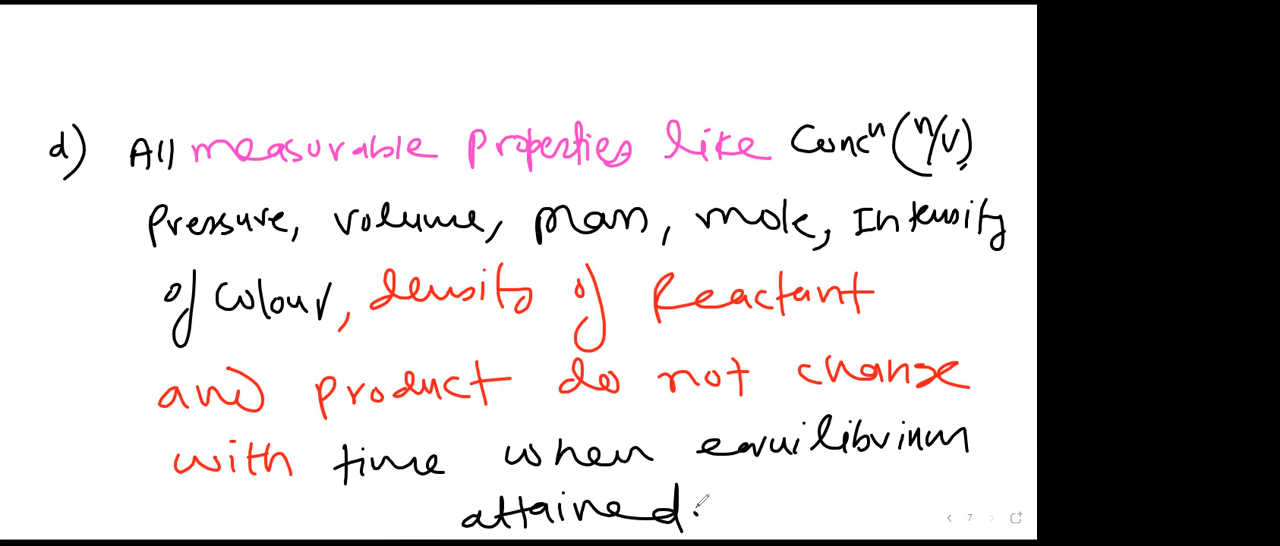 d) All measurable properties like Concⁿ (n/V),
Pressure, volume, mass, mole, Intensity
of colour, density of Reactant
and product do not change
with time when equilibrium
attained.
7